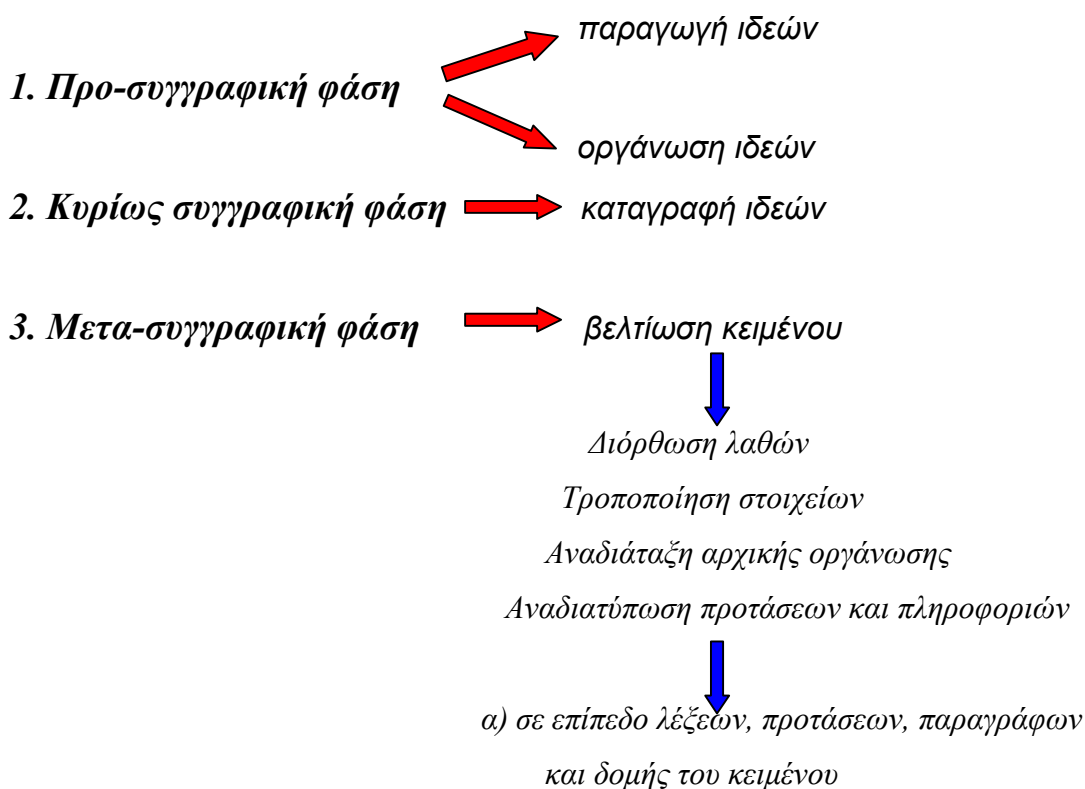 παραγωγή ιδεών
1. Προ-συγγραφική φάση
οργάνωση ιδεών
2. Κυρίως συγγραφική φάση καταγραφή ιδεών
3. Μετα-συγγραφική φάση βελτίωση κειμένου
Διόρθωση λαθών
Τροποποίηση στοιχείων
Αναδιάταξη αρχικής οργάνωσης
Αναδιατύπωση προτάσεων και πληροφοριών
α) σε επίπεδο λέξεων, προτάσεων, παραγράφων
και δομής του κειμένου